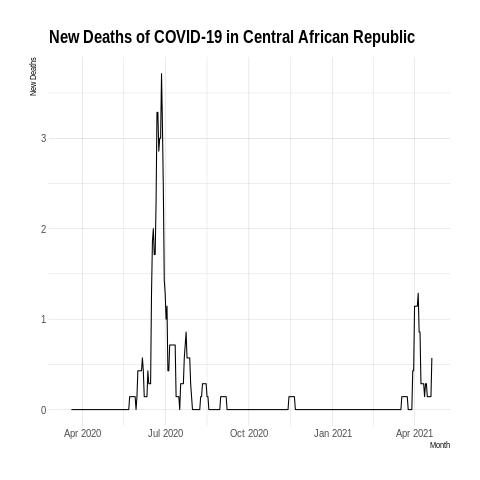 New Deaths of COVID-19 in Central African Republic
New Deaths
3
2
1
0
Apr 2020 Jul 2020 Oct 2020 Jan 2021 Apr 2021
Month